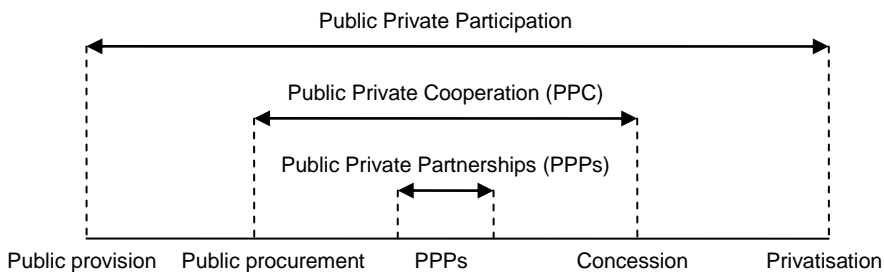 Public Private Participation
Public Private Cooperation (PPC)
Public Private Partnerships (PPPs)
Public provision Public procurement PPPs Concession Privatisation